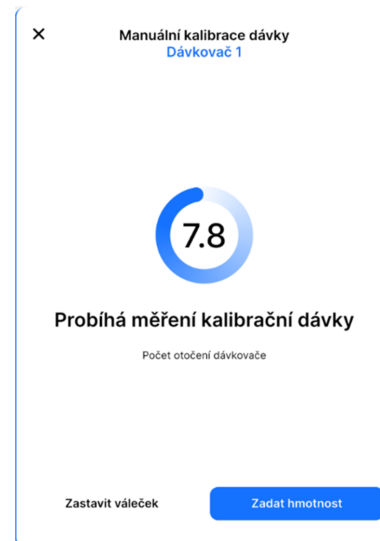 Manuální kalibrace dávky
Dávkovač 1
7.8
Probíhá měření kalibrační dávky
Počet otočení dávkovače
Zastavit váleček
Zadat hmotnost